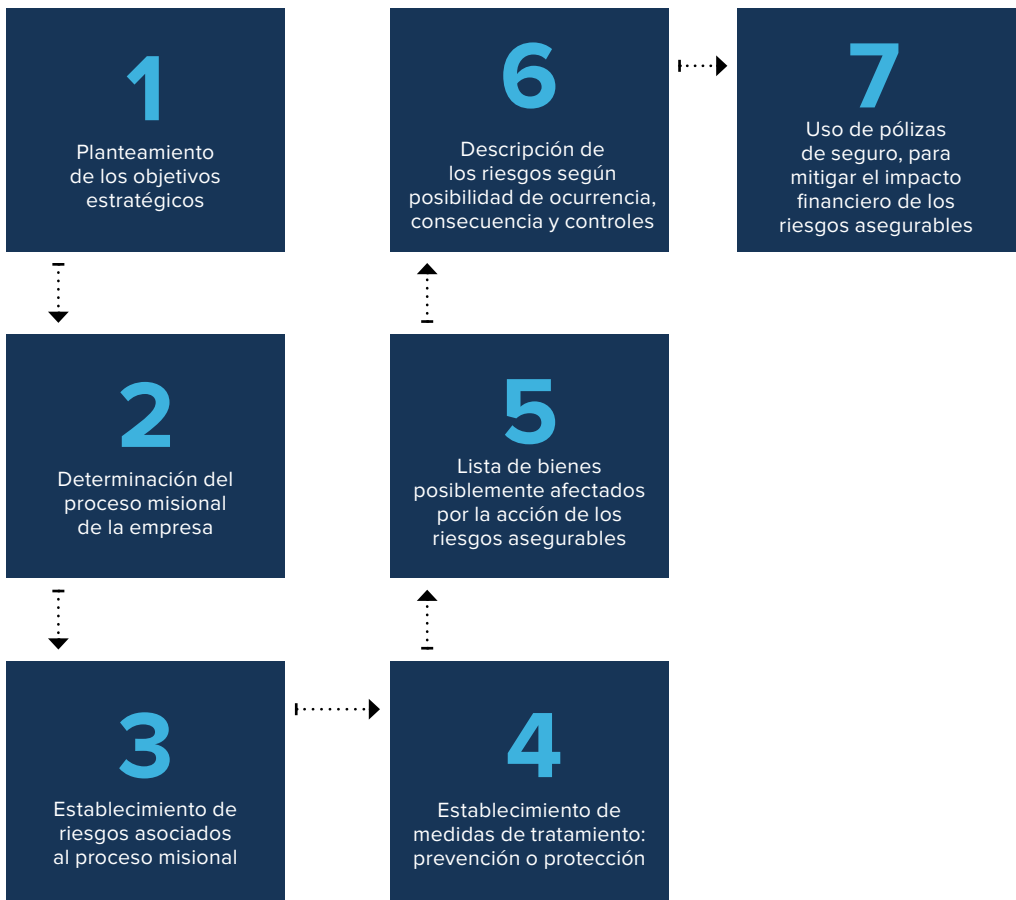 1
Planteamiento
de los objetivos
estratégicos
2
Determinación del
proceso misional
de la empresa
3
Establecimiento de
riesgos asociados
al proceso misional
4
Establecimiento de
medidas de tratamiento:
prevención o protección
5
Lista de bienes
posiblemente afectados
por la acción de los
riesgos asegurables
6
Descripción de
los riesgos según
posibilidad de ocurrencia,
consecuencia y controles
7
Uso de pólizas
de seguro, para
mitigar el impacto
financiero de los
riesgos asegurables